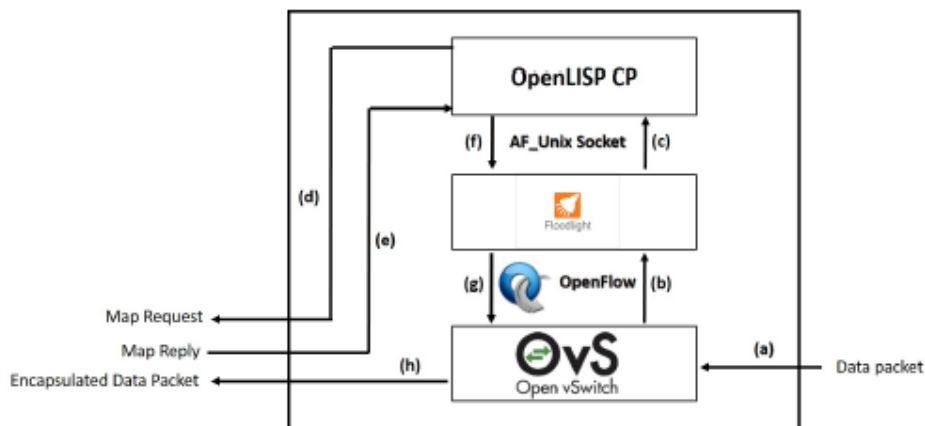 OpenLISP CP
(f) AF_Unix Socket (c)
(d)
Floodlight
(e)
(g) OpenFlow (b)
Map Request
OvS
Map Reply
(a)
(h)
Data packet
Encapsulated Data Packet
Open vSwitch